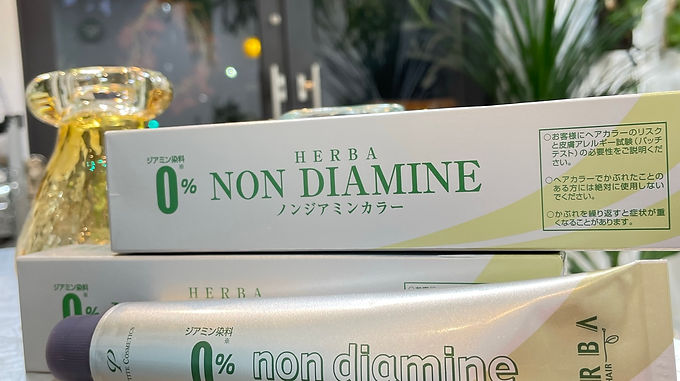 ジアミン染料※
0%
HERBA
NON DIAMINE
ノンジアミンカラー
○お客様にヘアカラーのリスク
と皮膚アレルギー試験（パッチ
テスト）の必要性をご説明くだ
さい。
○ヘアカラーでかぶれたことの
ある方には絶対に使用しない
でください。
○かぶれを繰り返すと症状が重
くなることがあります。
ジアミン染料※
0%
HERBA
ジアミン染料※
0%
non diamine
COSMETICS